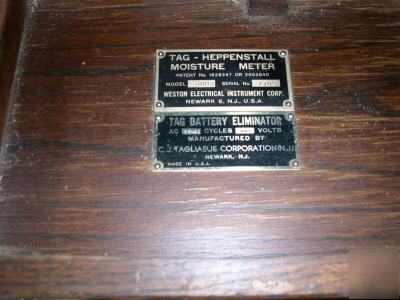 TAG - HEPPENSTALL
MOISTURE METER
PATENT No. 1826247 OR 2063840
MODEL SERIAL No.
WESTON ELECTRICAL INSTRUMENT CORP.
NEWARK 5, N.J., U.S.A.
TAG BATTERY ELIMINATOR
AC CYCLES VOLTS
MANUFACTURED BY
C.J. TAGLIABUE CORPORATION (N.J.)
NEWARK, N.J.
MADE IN U.S.A.